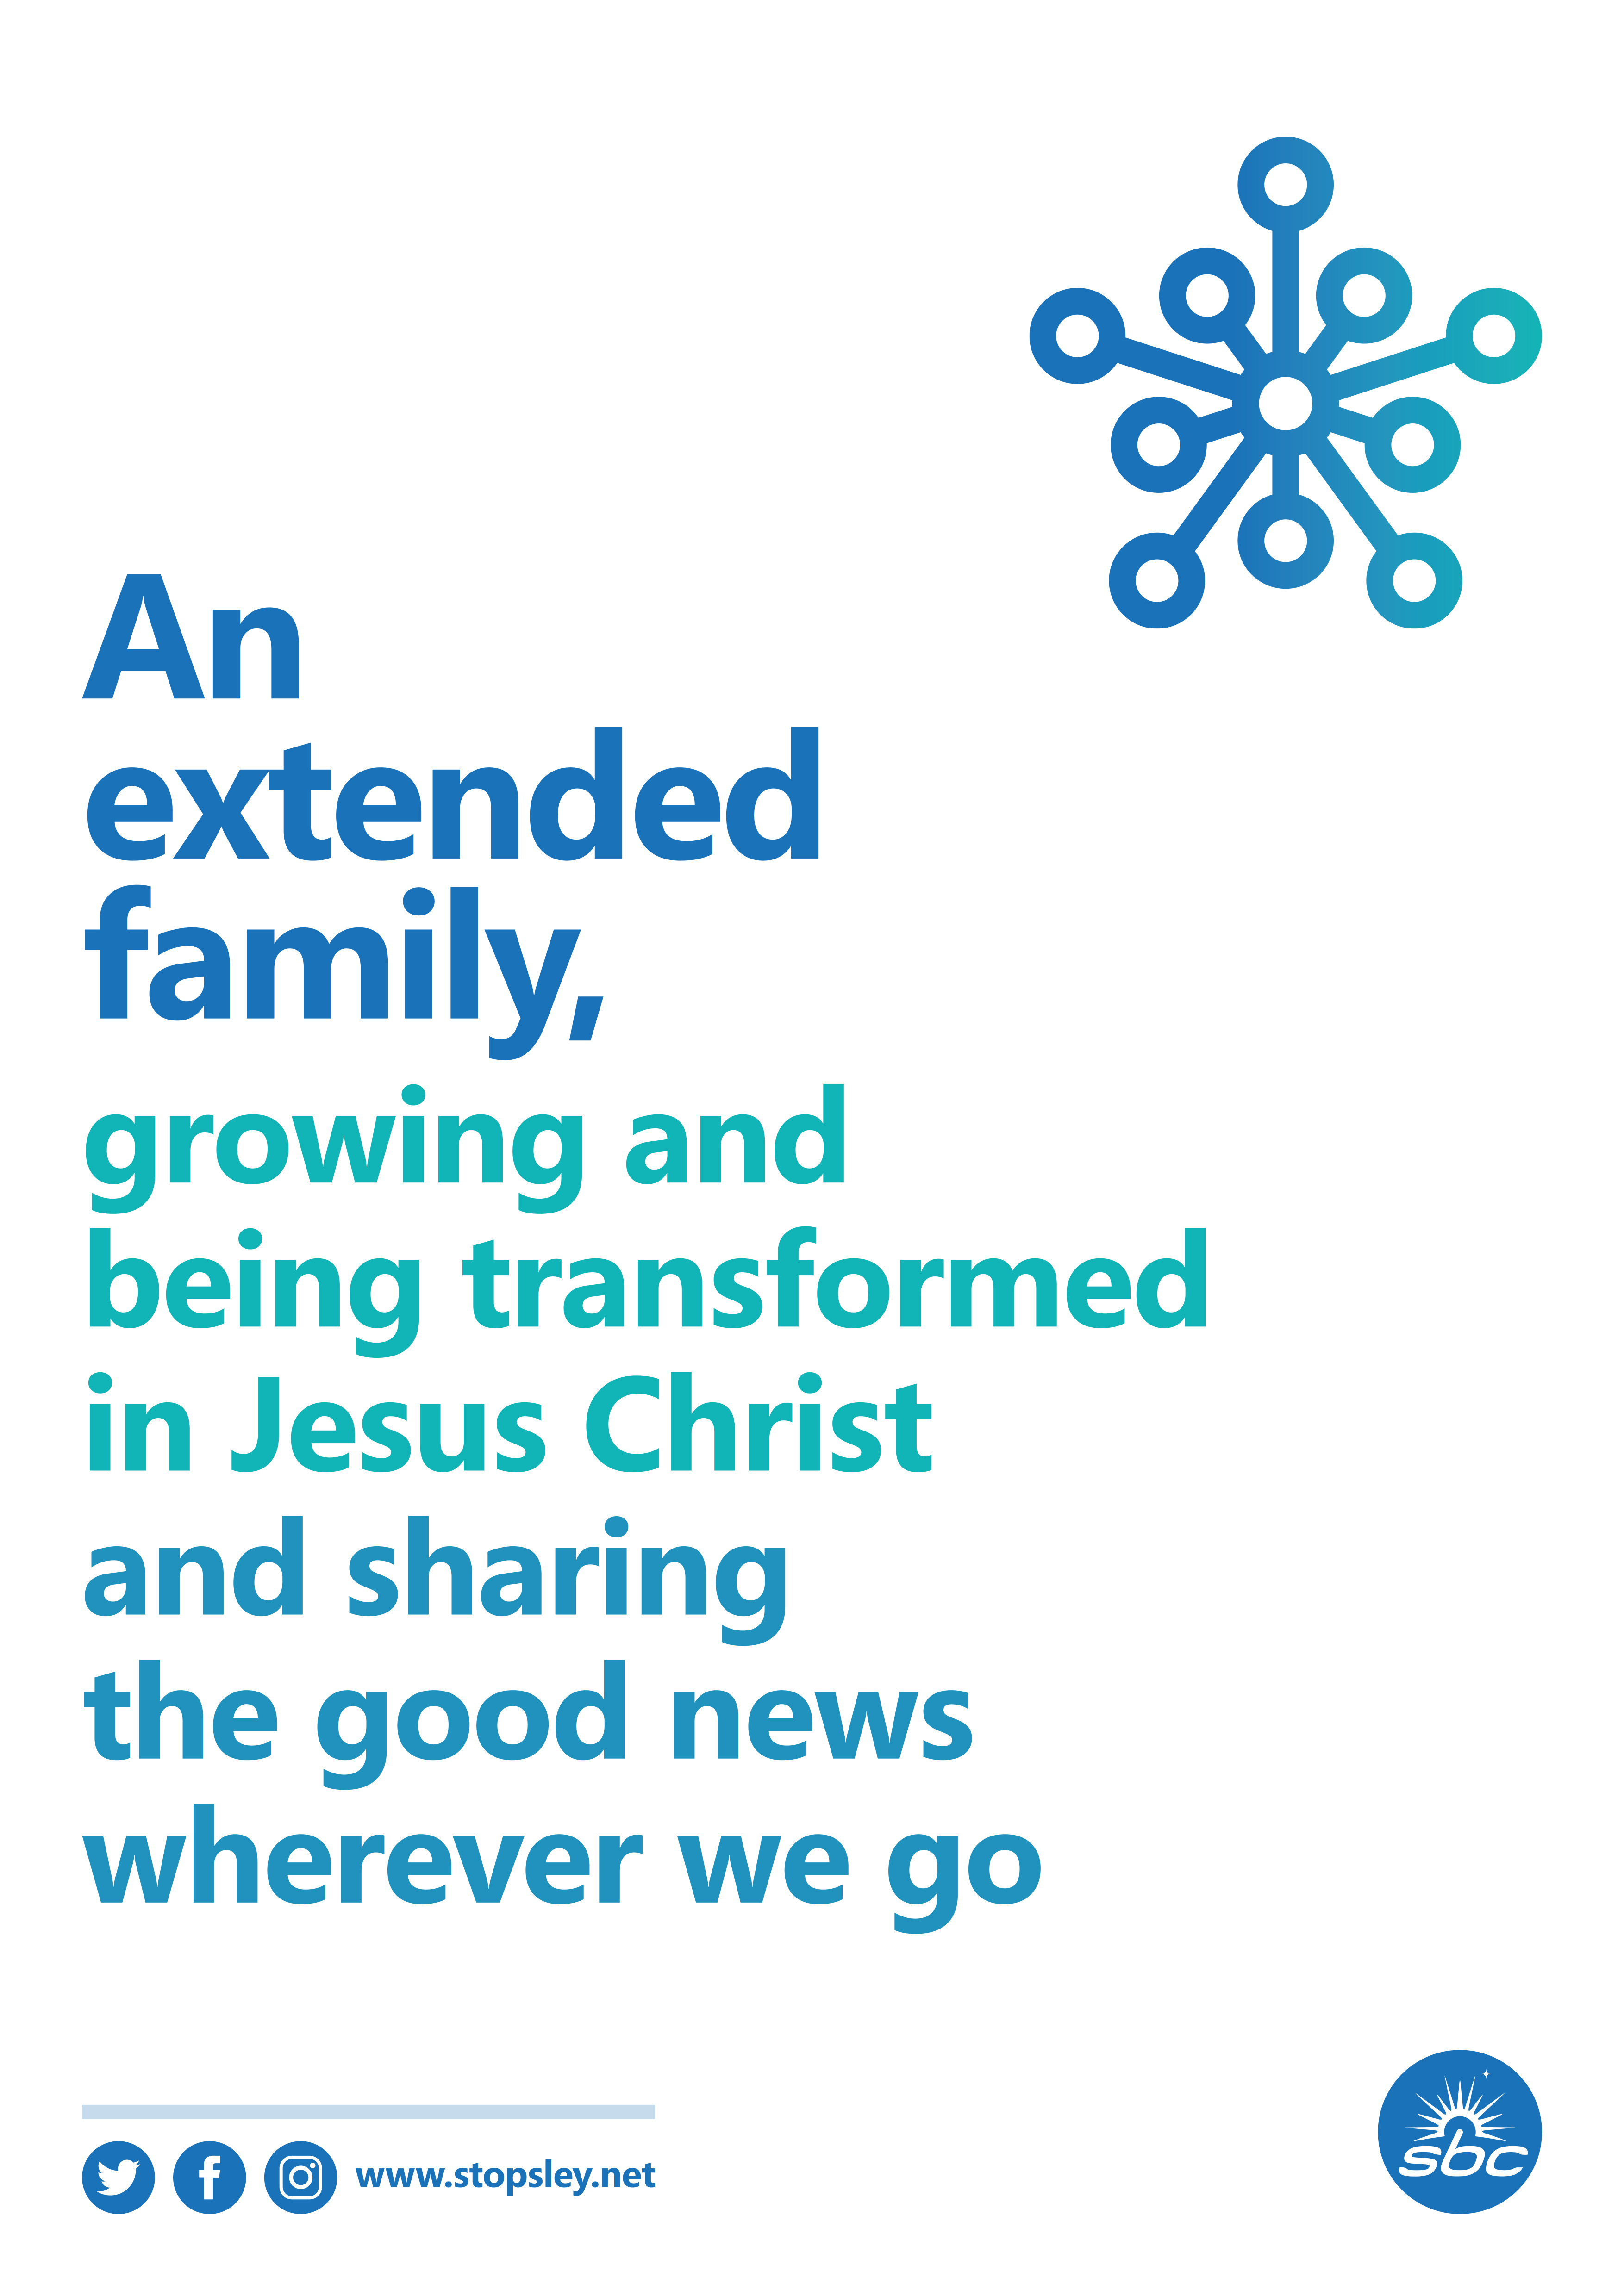 An
extended
family,
growing and
being transformed
in Jesus Christ
and sharing
the good news
wherever we go
www.stopsley.net
sbc